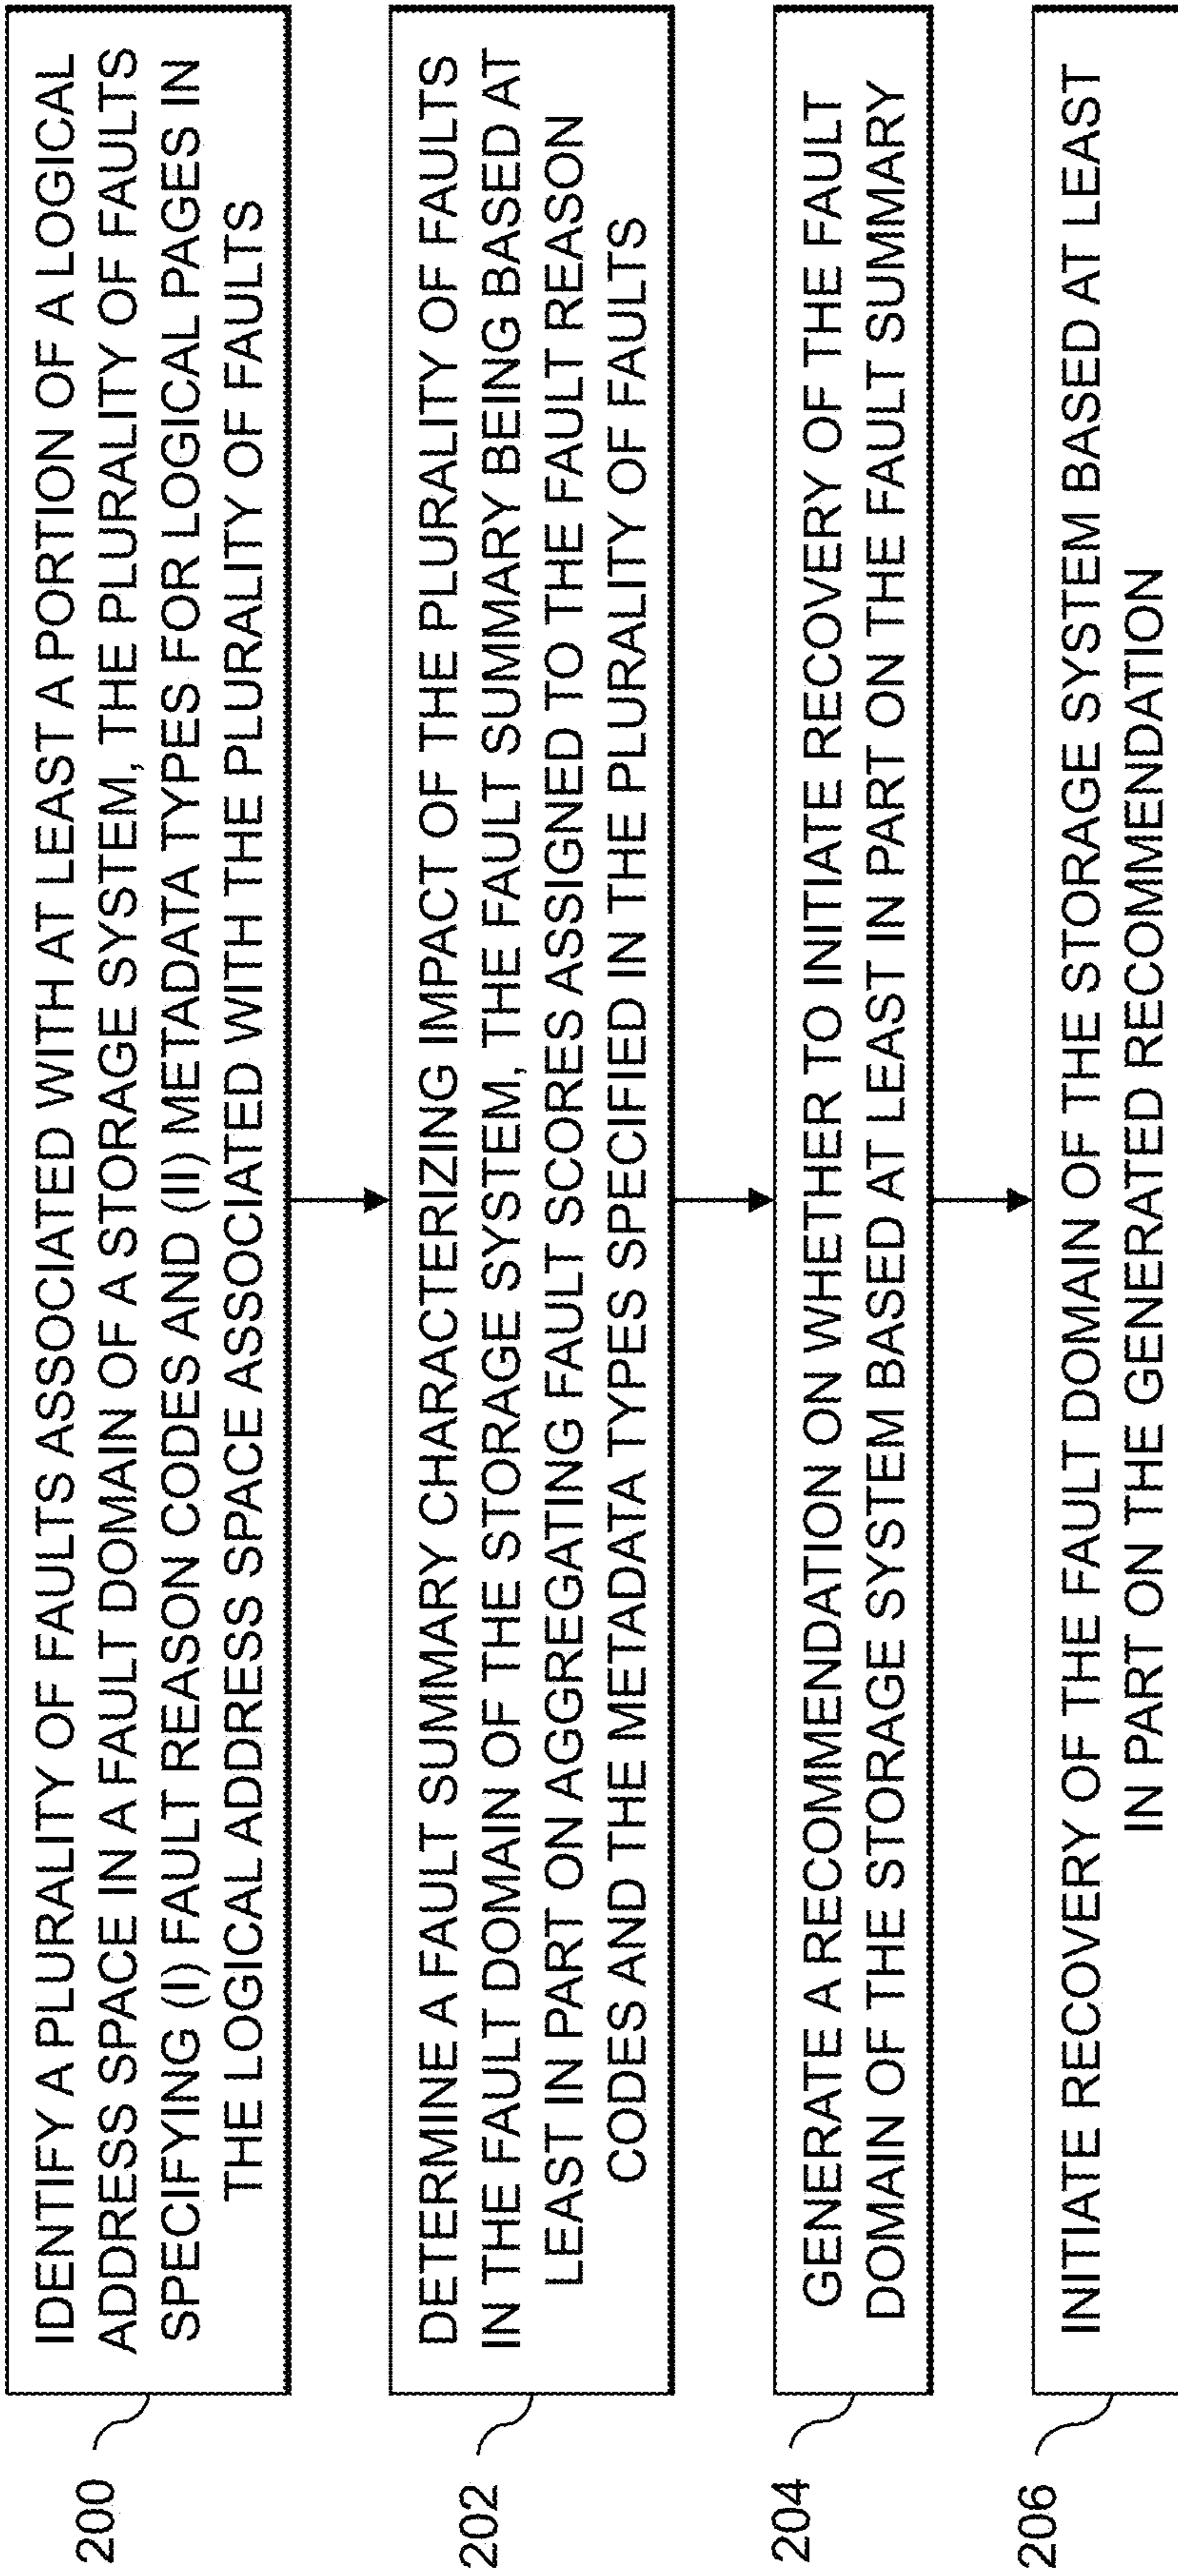 200
IDENTIFY A PLURALITY OF FAULTS ASSOCIATED WITH AT LEAST A PORTION OF A LOGICAL
ADDRESS SPACE IN A FAULT DOMAIN OF A STORAGE SYSTEM, THE PLURALITY OF FAULTS
SPECIFYING (I) FAULT REASON CODES AND (II) METADATA TYPES FOR LOGICAL PAGES IN
THE LOGICAL ADDRESS SPACE ASSOCIATED WITH THE PLURALITY OF FAULTS
202
DETERMINE A FAULT SUMMARY CHARACTERIZING IMPACT OF THE PLURALITY OF FAULTS
IN THE FAULT DOMAIN OF THE STORAGE SYSTEM, THE FAULT SUMMARY BEING BASED AT
LEAST IN PART ON AGGREGATING FAULT SCORES ASSIGNED TO THE FAULT REASON
CODES AND THE METADATA TYPES SPECIFIED IN THE PLURALITY OF FAULTS
204
GENERATE A RECOMMENDATION ON WHETHER TO INITIATE RECOVERY OF THE FAULT
DOMAIN OF THE STORAGE SYSTEM BASED AT LEAST IN PART ON THE FAULT SUMMARY
206
INITIATE RECOVERY OF THE FAULT DOMAIN OF THE STORAGE SYSTEM BASED AT LEAST
IN PART ON THE GENERATED RECOMMENDATION